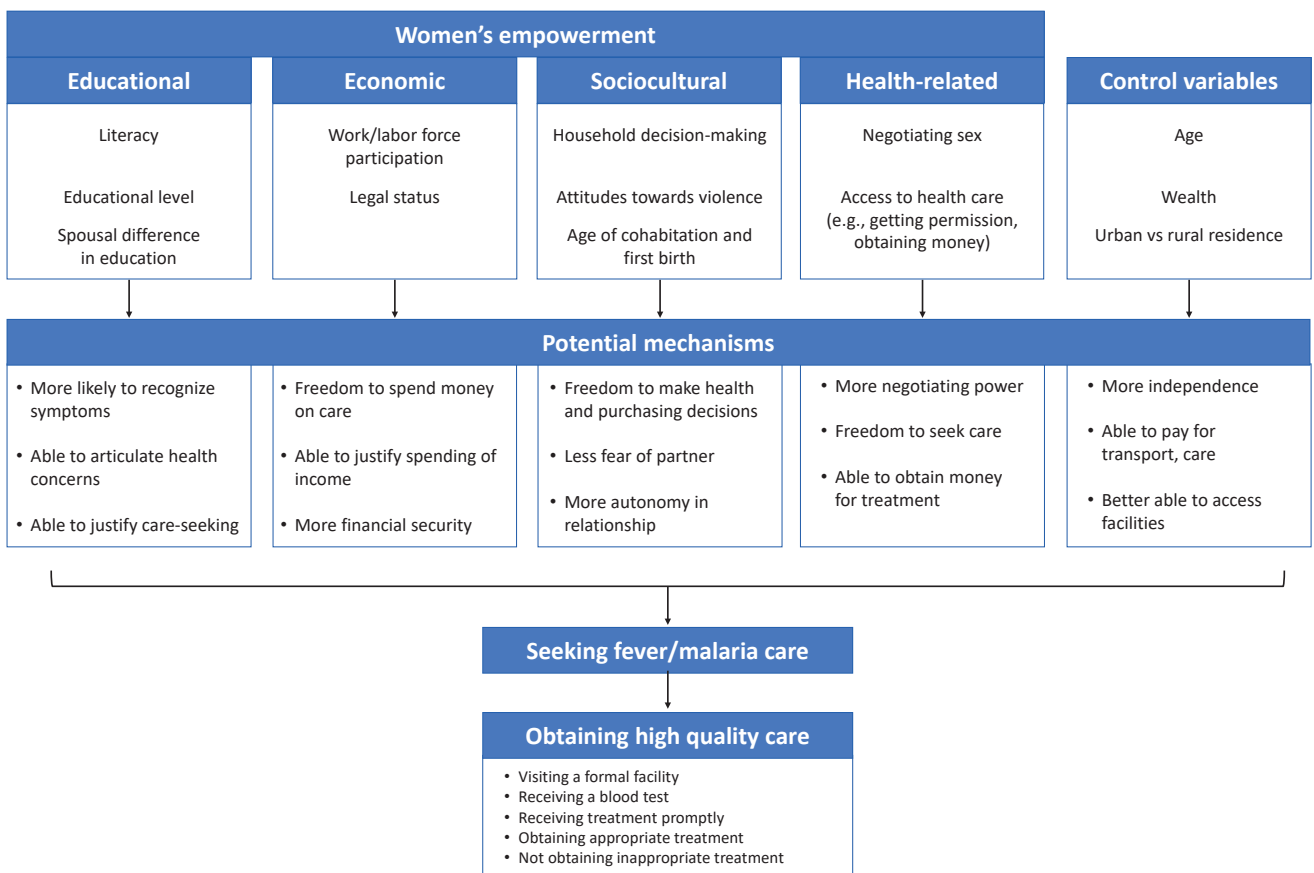 Women's empowerment
Educational
Literacy
Educational level
Spousal difference
in education
Economic
Work/labor force
participation
Legal status
Sociocultural
Household decision-making
Attitudes towards violence
Age of cohabitation and
first birth
Health-related
Negotiating sex
Access to health care
(e.g., getting permission,
obtaining money)
Control variables
Age
Wealth
Urban vs rural residence
Potential mechanisms
• More likely to recognize
symptoms
• Able to articulate health
concerns
• Able to justify care-seeking
• Freedom to spend money
on care
• Able to justify spending of
income
• More financial security
• Freedom to make health
and purchasing decisions
• Less fear of partner
• More autonomy in
relationship
• More negotiating power
• Freedom to seek care
• Able to obtain money
for treatment
• More independence
• Able to pay for
transport, care
• Better able to access
facilities
Seeking fever/malaria care
Obtaining high quality care
• Visiting a formal facility
• Receiving a blood test
• Receiving treatment promptly
• Obtaining appropriate treatment
• Not obtaining inappropriate treatment